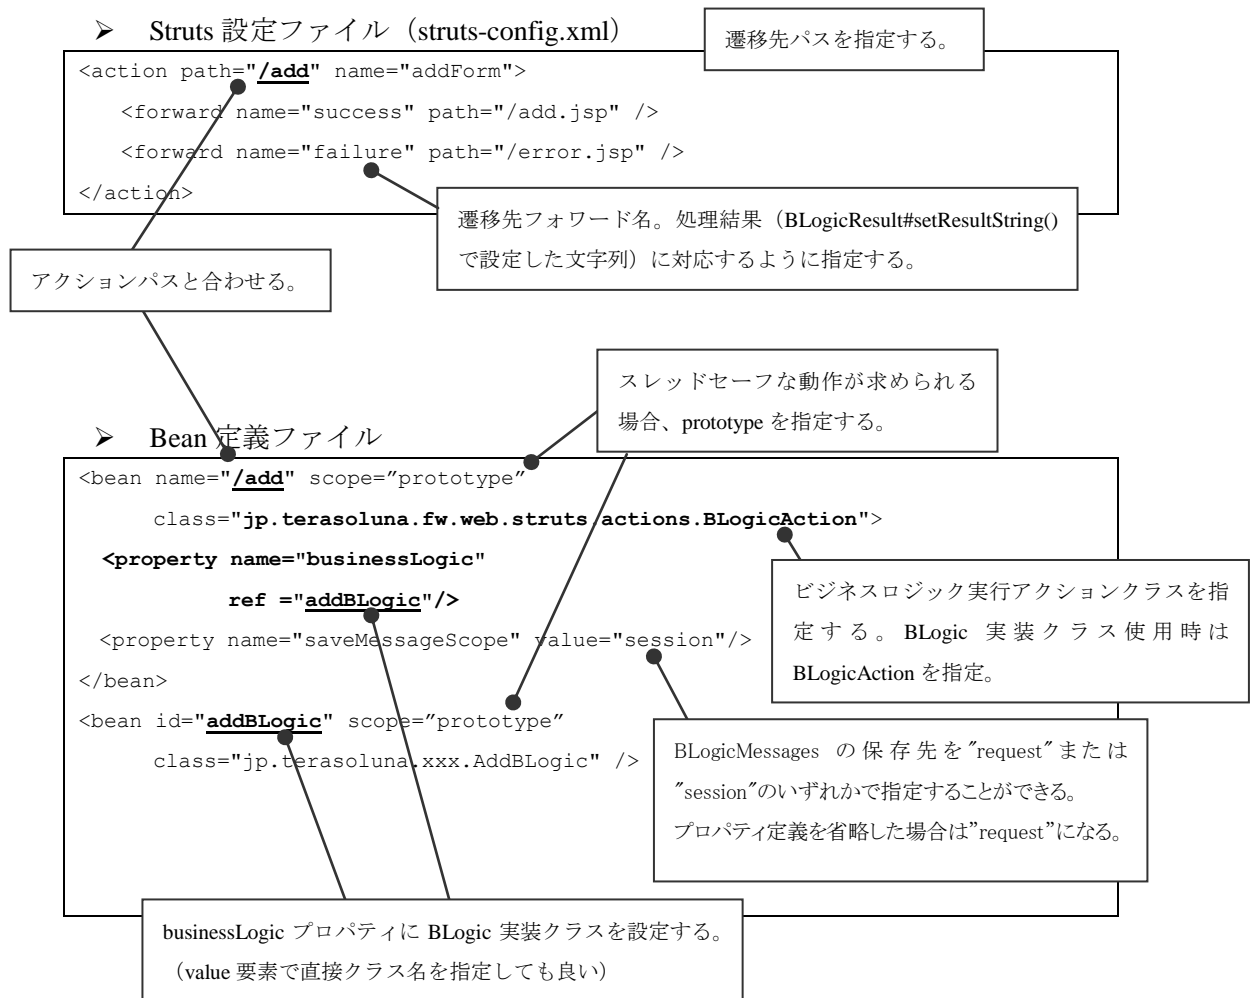 ➢ Struts 設定ファイル（struts-config.xml）
遷移先パスを指定する。
<action path="/add" name="addForm">
<forward name="success" path="/add.jsp" />
<forward name="failure" path="/error.jsp" />
</action>
遷移先フォワード名。処理結果（BLogicResult#setResultString()
で設定した文字列）に対応するように指定する。
アクションパスと合わせる。
スレッドセーフな動作が求められる
場合、prototype を指定する。
➢ Bean 定義ファイル
<bean name="/add" scope=”prototype”
class="jp.terasoluna.fw.web.struts.actions.BLogicAction">
<property name="businessLogic"
ref ="addBLogic"/>
<property name="saveMessageScope" value="session"/>
</bean>
<bean id="addBLogic" scope=”prototype”
class="jp.terasoluna.xxx.AddBLogic" />
ビジネスロジック実行アクションクラスを指
定する。BLogic 実装クラス使用時は
BLogicAction を指定。
BLogicMessages の保存先を"request"または
"session"のいずれかで指定することができる。
プロパティ定義を省略した場合は”request”になる。
businessLogic プロパティに BLogic 実装クラスを設定する。
（value 要素で直接クラス名を指定しても良い）